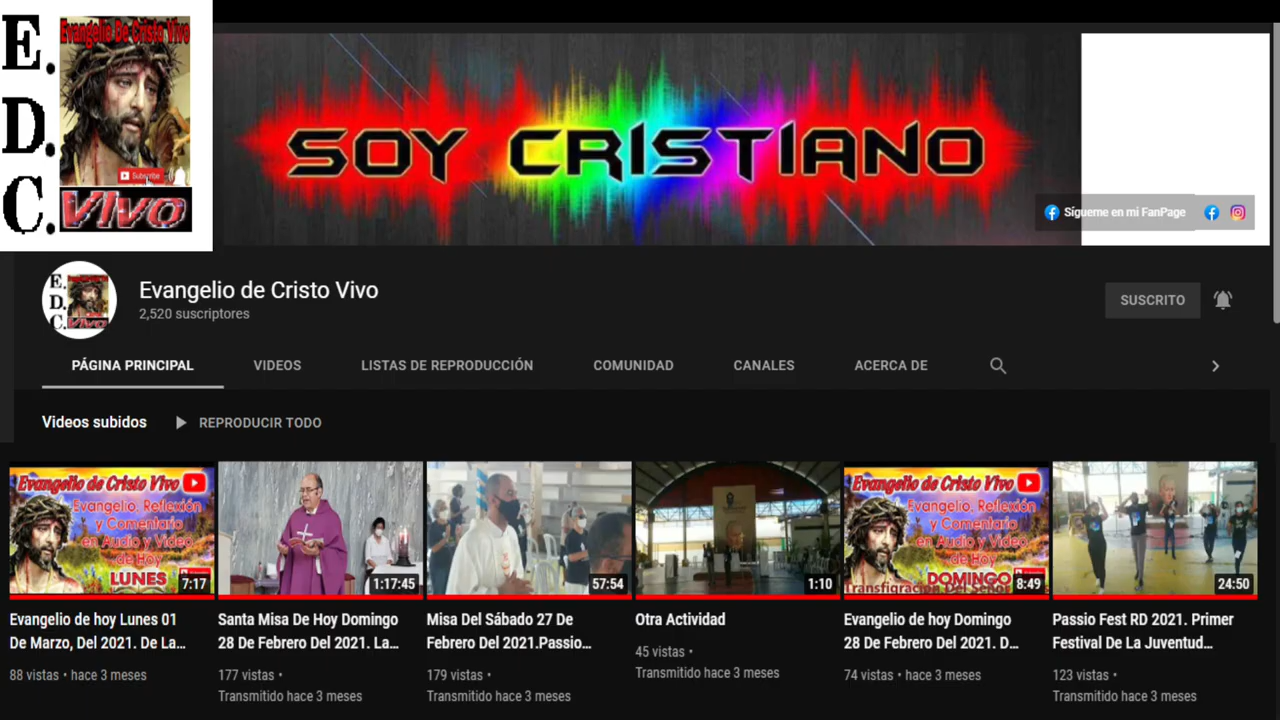 E.
D.
C.
Evangelio De Cristo Vivo
Subscribe
Vivo
SOY CRISTIANO
Sígueme en mi FanPage
E.
D.
C.
Vivo
Evangelio de Cristo Vivo
2,520 suscriptores
SUSCRITO
PÁGINA PRINCIPAL
VIDEOS
LISTAS DE REPRODUCCIÓN
COMUNIDAD
CANALES
ACERCA DE
Videos subidos
REPRODUCIR TODO
Evangelio de Cristo Vivo
Evangelio, Reflexión
y Comentario
en Audio y Video
de Hoy
LUNES
7:17
Evangelio de hoy Lunes 01
De Marzo, Del 2021. De La...
88 vistas • hace 3 meses
1:17:45
Santa Misa De Hoy Domingo
28 De Febrero Del 2021. La...
177 vistas •
Transmitido hace 3 meses
57:54
Misa Del Sábado 27 De
Febrero Del 2021.Passio...
179 vistas •
Transmitido hace 3 meses
1:10
Otra Actividad
45 vistas •
Transmitido hace 3 meses
Evangelio de Cristo Vivo
Evangelio, Reflexión
y Comentario
en Audio y Video
de Hoy
DOMINGO
Transfigración Del Señor
8:49
Evangelio de hoy Domingo
28 De Febrero Del 2021. D...
74 vistas • hace 3 meses
24:50
Passio Fest RD 2021. Primer
Festival De La Juventud...
123 vistas •
Transmitido hace 3 meses